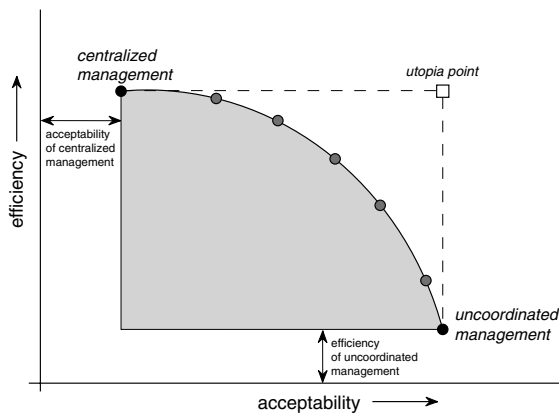 centralized
management
utopia point
acceptability
of centralized
management
efficiency
uncoordinated
management
efficiency
of uncoordinated
management
acceptability